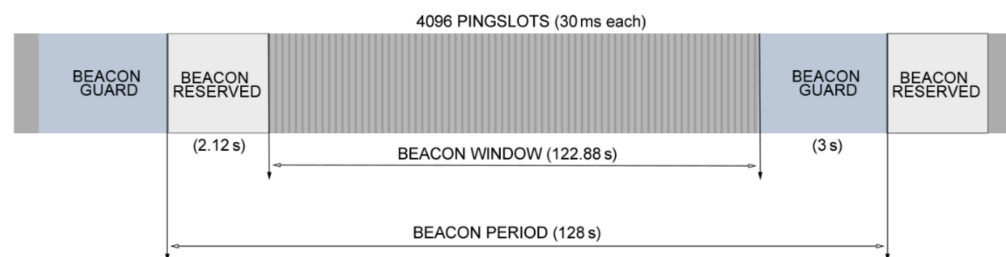 4096 PINGSLOTS (30 ms each)
BEACON
GUARD
BEACON
RESERVED
BEACON
GUARD
BEACON
RESERVED
(2.12 s)
(3 s)
BEACON WINDOW (122.88 s)
BEACON PERIOD (128 s)